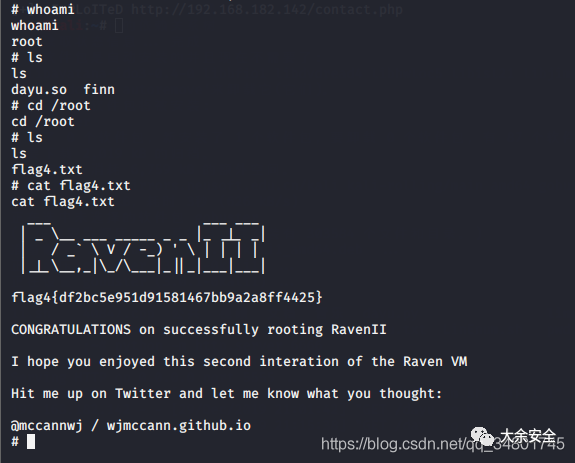 # whoami
whoami
root
# ls
ls
dayu.so  finn
# cd /root
cd /root
# ls
ls
flag4.txt
# cat flag4.txt
cat flag4.txt
RavenII
flag4{df2bc5e951d91581467bb9a2a8ff4425}
CONGRATULATIONS on successfully rooting RavenII
I hope you enjoyed this second interation of the Raven VM
Hit me up on Twitter and let me know what you thought:
@mccannwj / wjmccann.github.io
#
大余安全
https://blog.csdn.net/qq_34801745